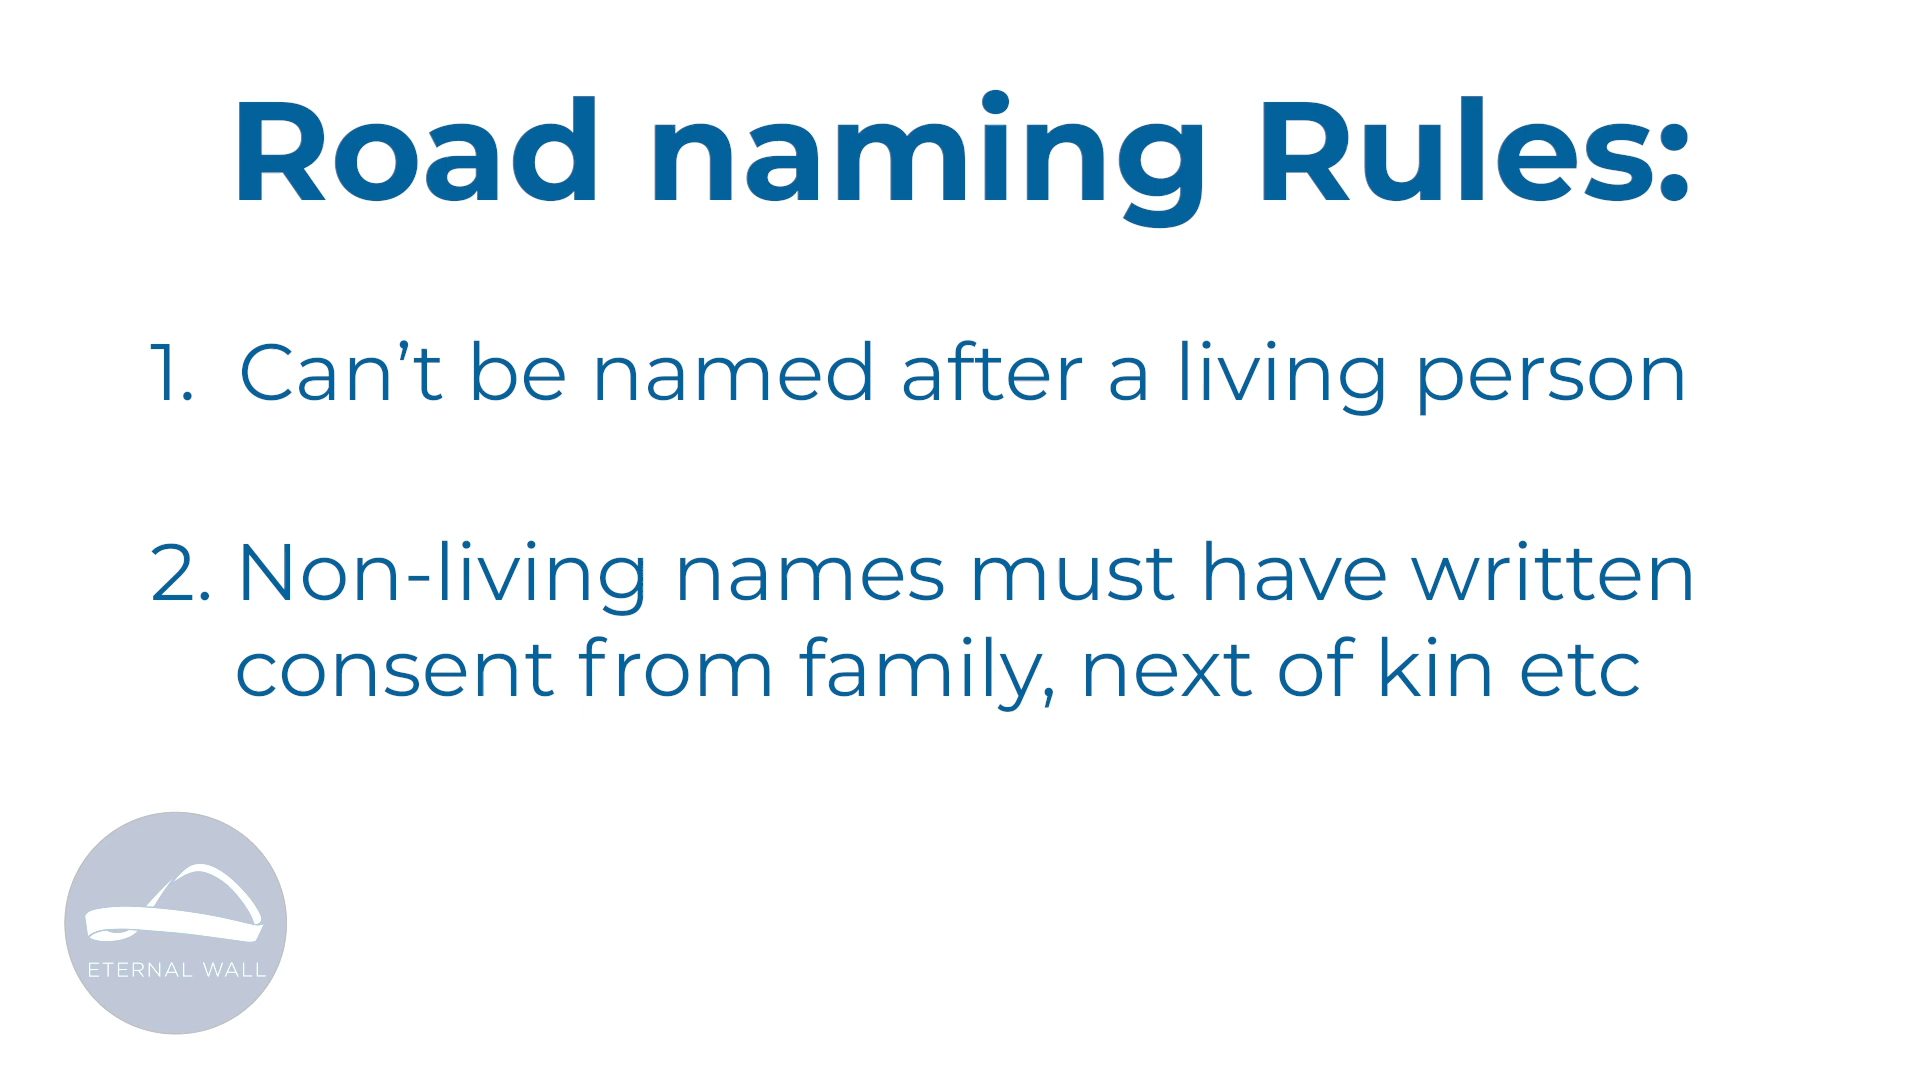 Road naming Rules:
1. Can’t be named after a living person
2. Non-living names must have written
consent from family, next of kin etc
ETERNAL WALL